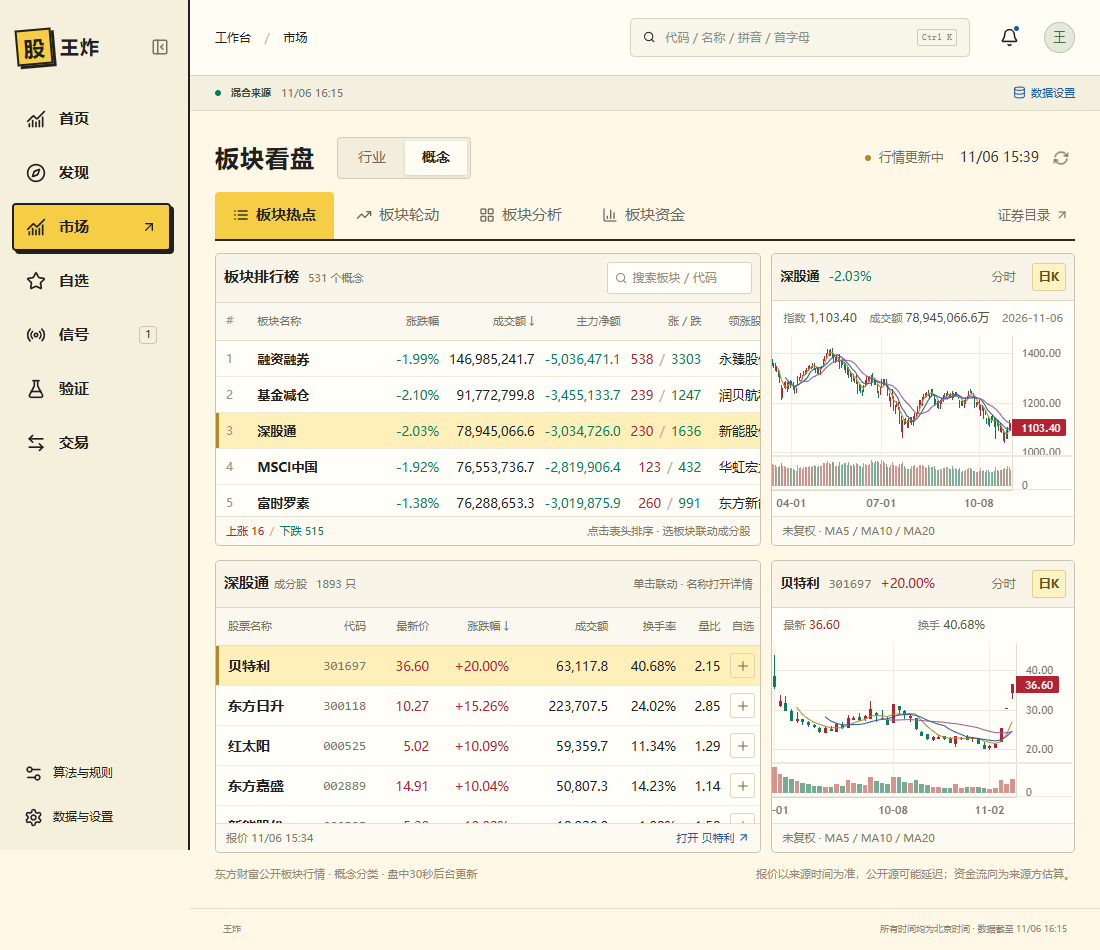 股 王炸
工作台 / 市场
代码 / 名称 / 拼音 / 首字母 Ctrl K
王
混合来源 11/06 16:15
数据设置
首页
发现
市场
自选
信号 1
验证
交易
算法与规则
数据与设置
板块看盘
行业 概念
行情更新中 11/06 15:39
板块热点 板块轮动 板块分析 板块资金
证券目录
板块排行榜 531 个概念
搜索板块 / 代码
# 板块名称 涨跌幅 成交额↓ 主力净额 涨 / 跌 领涨股
1 融资融券 -1.99% 146,985,241.7 -5,036,471.1 538 / 3303 永臻股
2 基金减仓 -2.10% 91,772,799.8 -3,455,133.7 239 / 1247 润贝航
3 深股通 -2.03% 78,945,066.6 -3,034,726.0 230 / 1636 新能股
4 MSCI中国 -1.92% 76,553,736.7 -2,819,906.4 123 / 432 华虹宏
5 富时罗素 -1.38% 76,288,653.3 -3,019,875.9 260 / 991 东方新
上涨 16 / 下跌 515
点击表头排序 · 选板块联动成分股
深股通 -2.03%
分时 日K
指数 1,103.40 成交额 78,945,066.6万 2026-11-06
1400.00
1200.00
1103.40
1000.00
0
04-01 07-01 10-08
未复权 · MA5 / MA10 / MA20
深股通 成分股 1893 只
单击联动 · 名称打开详情
股票名称 代码 最新价 涨跌幅↓ 成交额 换手率 量比 自选
贝特利 301697 36.60 +20.00% 63,117.8 40.68% 2.15 +
东方日升 300118 10.27 +15.26% 223,707.5 24.02% 2.85 +
红太阳 000525 5.02 +10.09% 59,359.7 11.34% 1.29 +
东方嘉盛 002889 14.91 +10.04% 50,807.3 14.23% 1.14 +
报价 11/06 15:34
打开 贝特利
贝特利 301697 +20.00%
分时 日K
最新 36.60 换手 40.68%
40.00
36.60
30.00
20.00
0
-01 10-08 11-02
未复权 · MA5 / MA10 / MA20
东方财富公开板块行情 · 概念分类 · 盘中30秒后台更新
报价以来源时间为准，公开源可能延迟；资金流向为来源方估算。
王炸
所有时间均为北京时间 · 数据截至 11/06 16:15